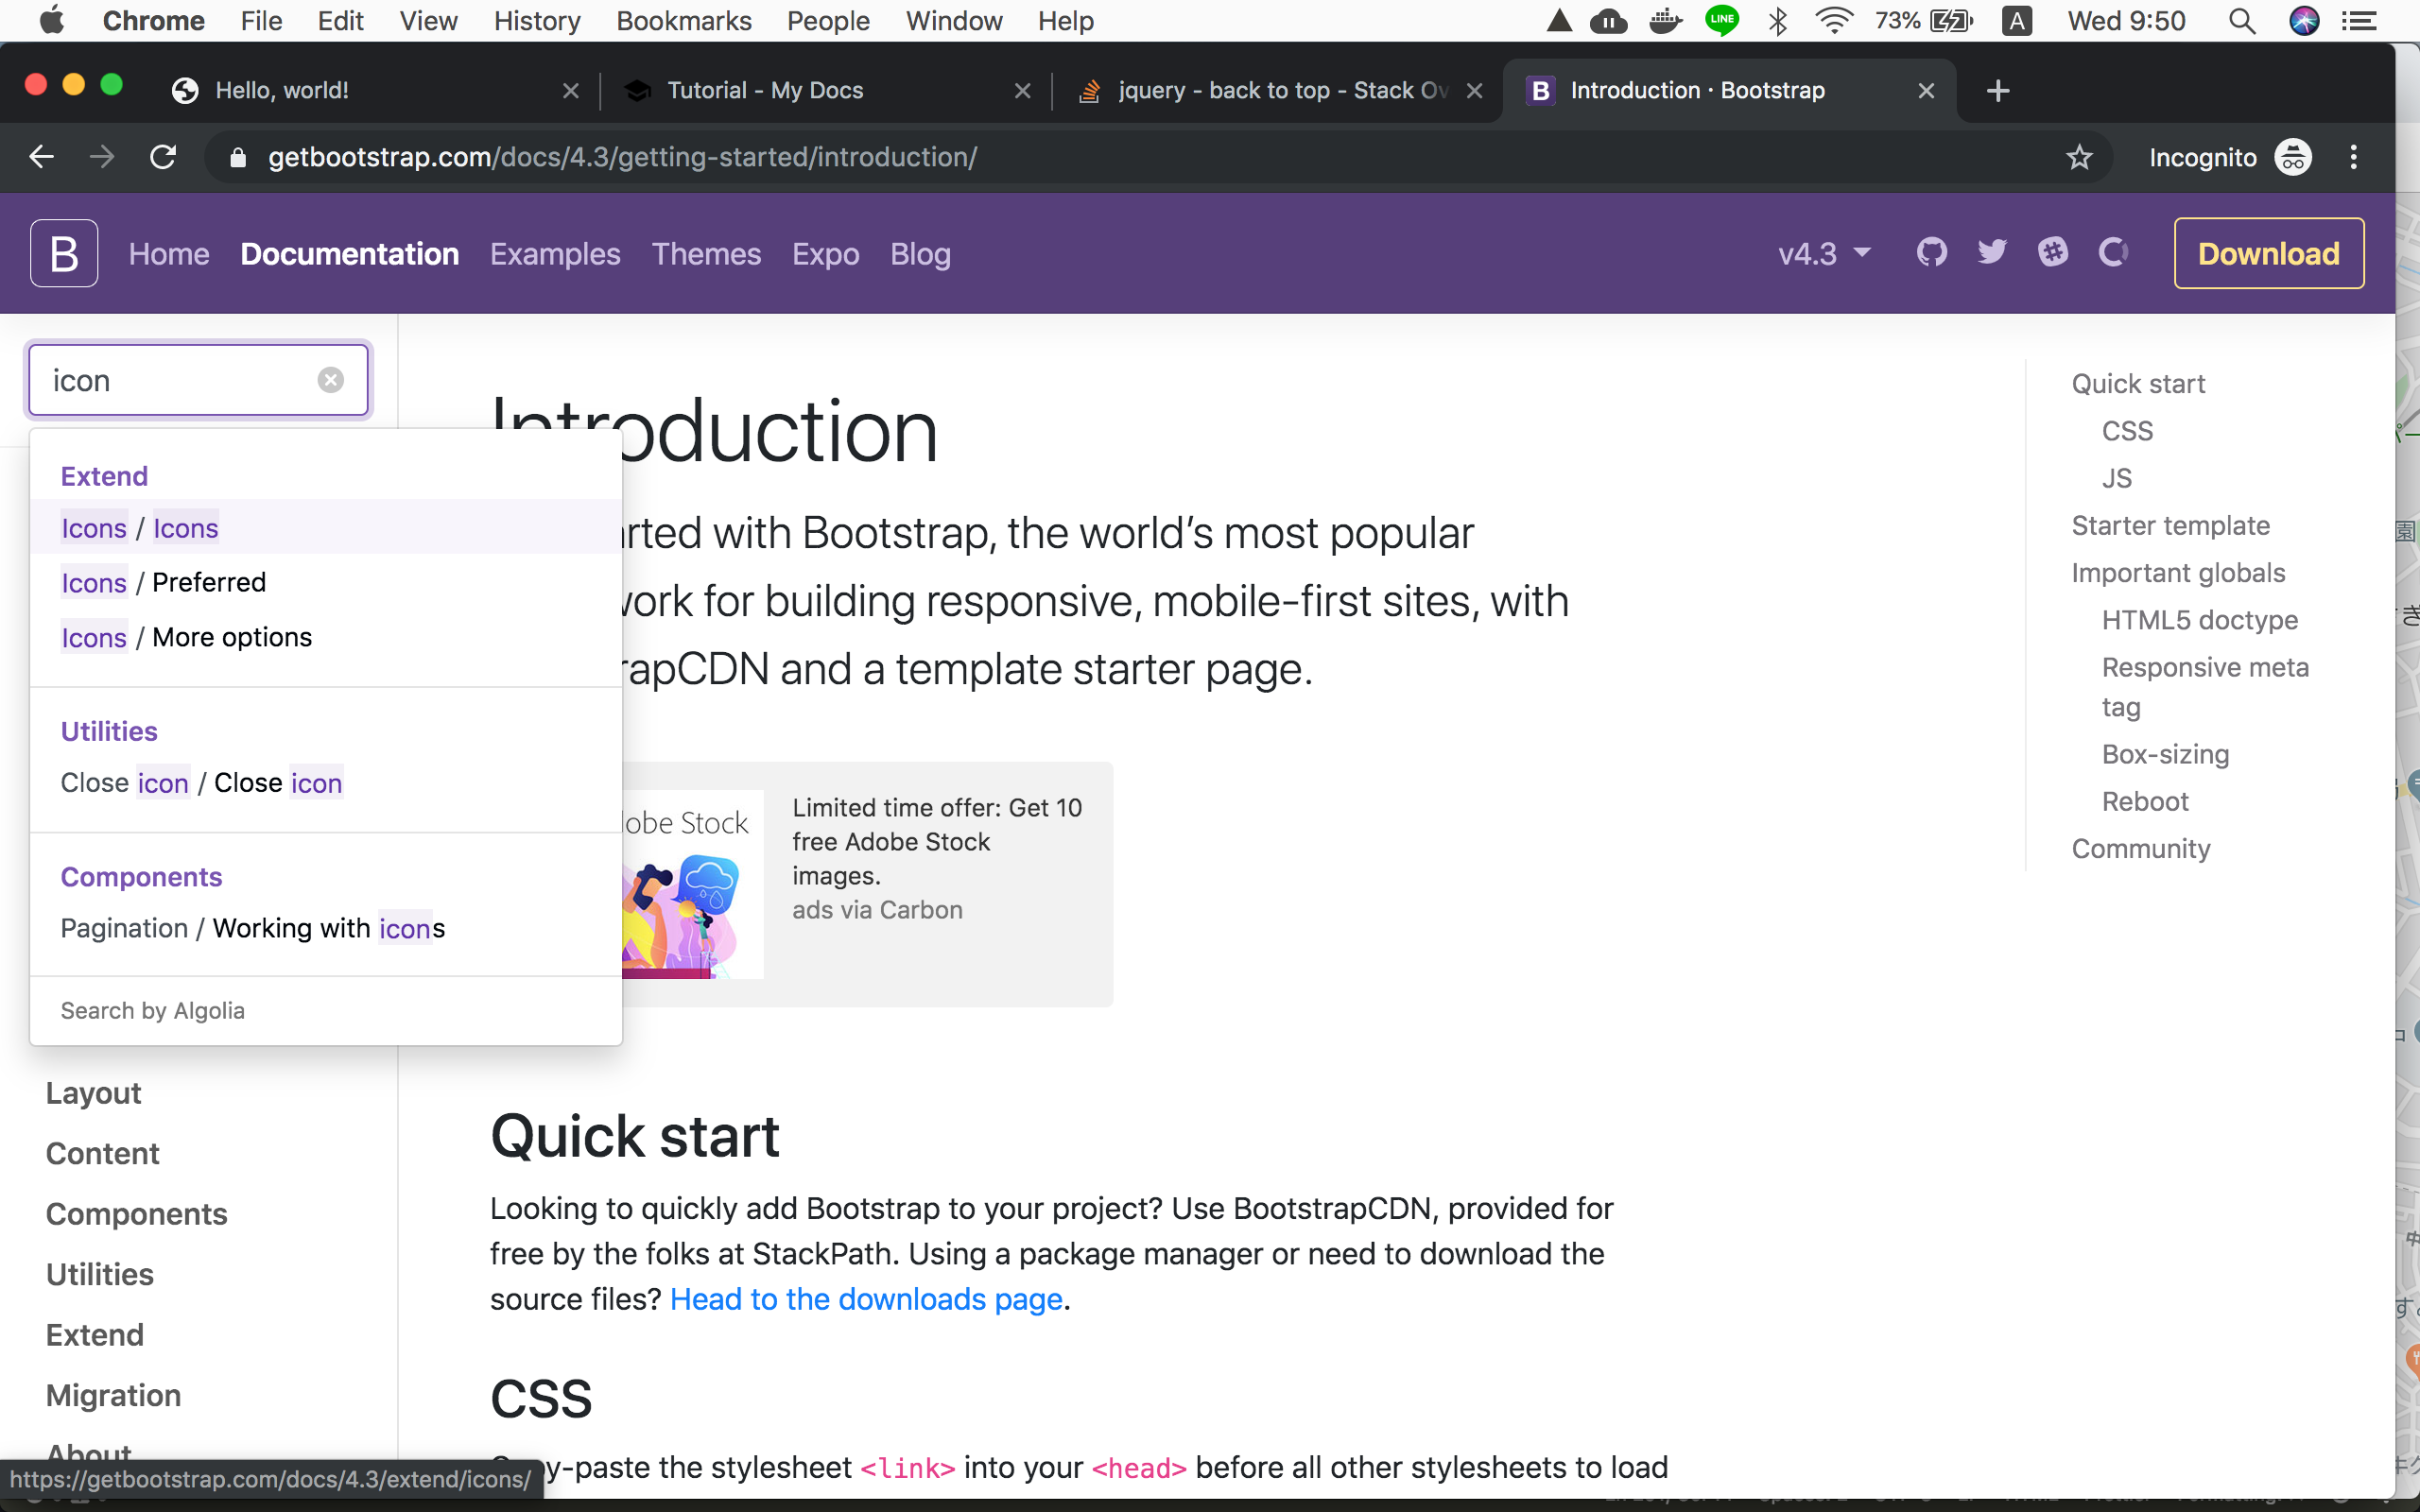 Chrome File Edit View History Bookmarks People Window Help LINE 73% A Wed 9:50
Hello, world! Tutorial - My Docs jquery - back to top - Stack Ov B Introduction · Bootstrap
getbootstrap.com/docs/4.3/getting-started/introduction/ Incognito
B Home Documentation Examples Themes Expo Blog v4.3 Download
icon
Extend
Icons / Icons
Icons / Preferred
Icons / More options
Utilities
Close icon / Close icon
Components
Pagination / Working with icons
Search by Algolia
Layout
Content
Components
Utilities
Extend
Migration
About
https://getbootstrap.com/docs/4.3/extend/icons/
Introduction
arted with Bootstrap, the world's most popular
work for building responsive, mobile-first sites, with
rapCDN and a template starter page.
obe Stock
Limited time offer: Get 10
free Adobe Stock
images.
ads via Carbon
Quick start
Looking to quickly add Bootstrap to your project? Use BootstrapCDN, provided for
free by the folks at StackPath. Using a package manager or need to download the
source files? Head to the downloads page.
CSS
y-paste the stylesheet <link> into your <head> before all other stylesheets to load
Quick start
CSS
JS
Starter template
Important globals
HTML5 doctype
Responsive meta
tag
Box-sizing
Reboot
Community
園
き